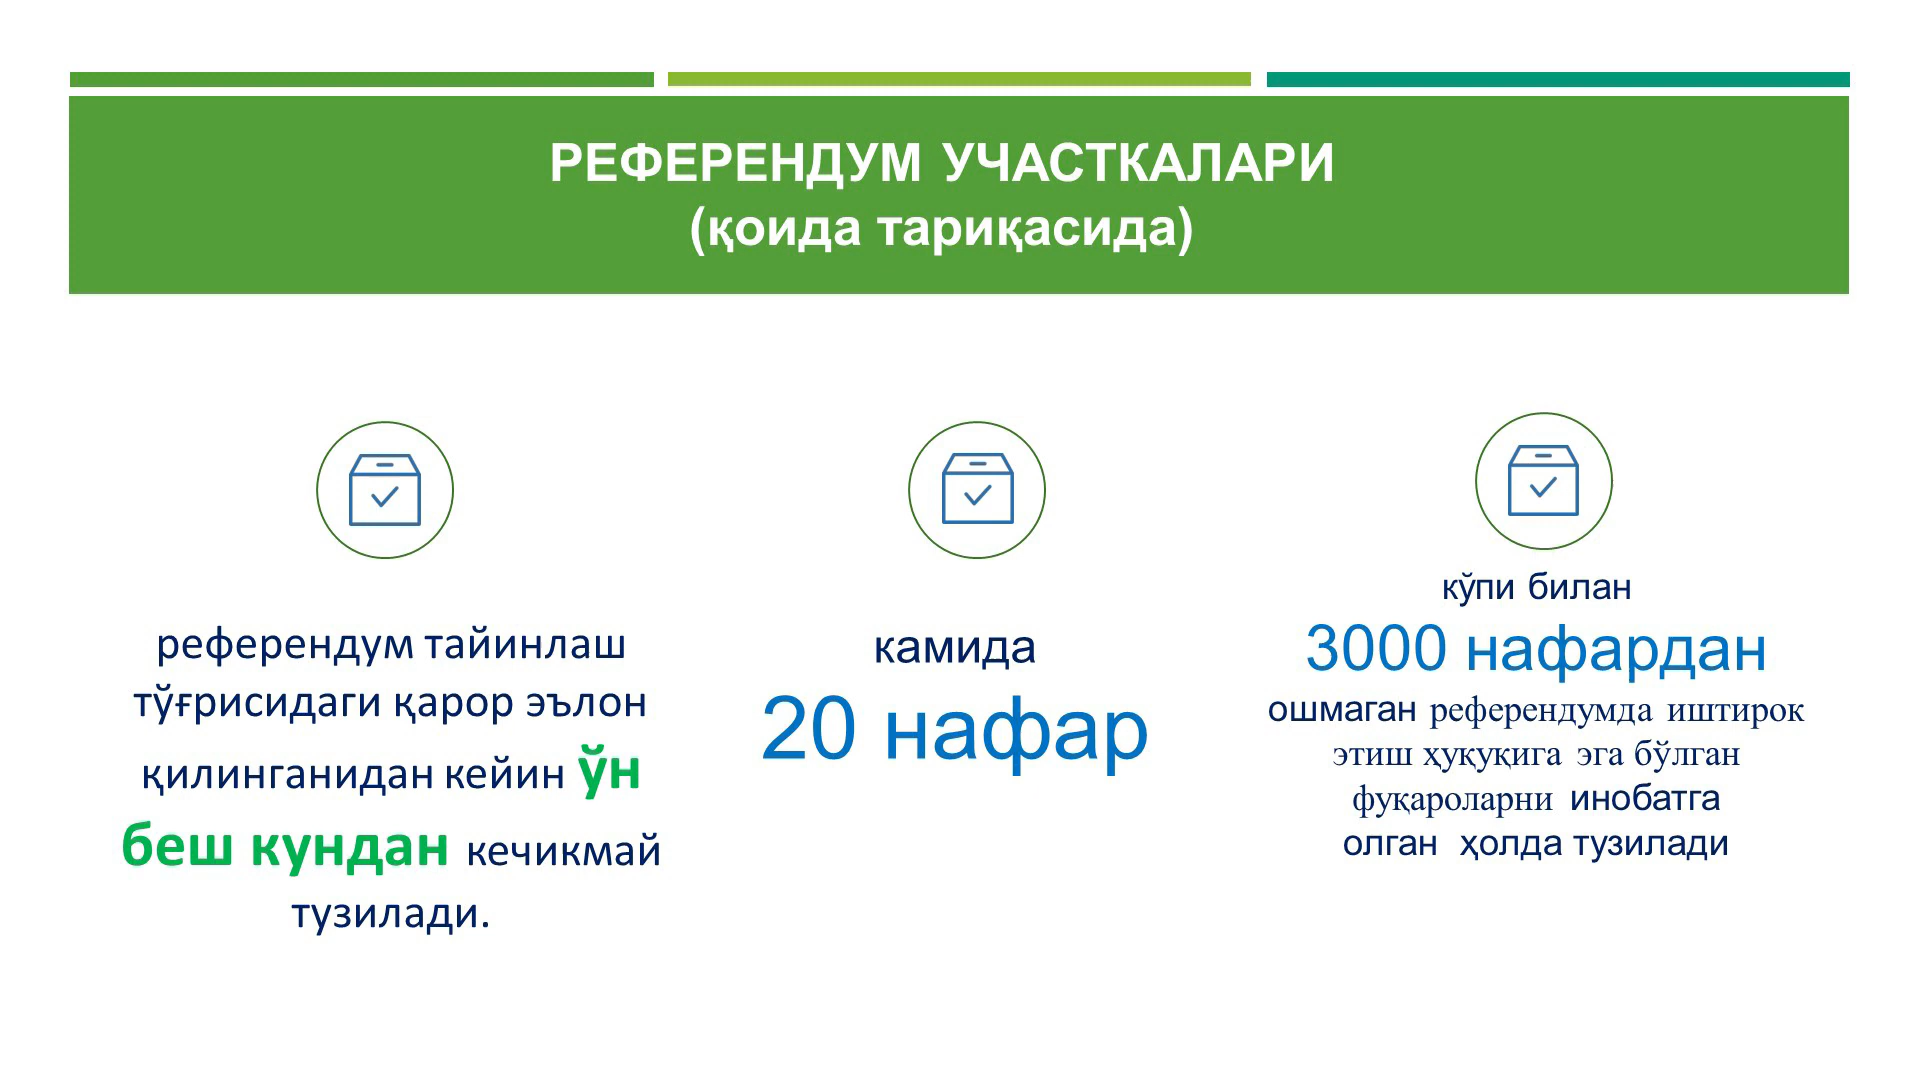 РЕФЕРЕНДУМ УЧАСТКАЛАРИ
(қоида тариқасида)
референдум тайинлаш
тўғрисидаги қарор эълон
қилинганидан кейин ўн
беш кундан кечикмай
тузилади.
камида
20 нафар
кўпи билан
3000 нафардан
ошмаган референдумда иштирок
этиш ҳуқуқига эга бўлган
фуқароларни инобатга
олган ҳолда тузилади